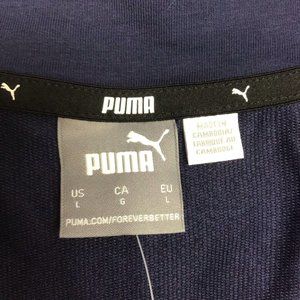 PUMA
PUMA
US CA EU
L G L
PUMA.COM/FOREVERBETTER
MADE IN
CAMBODIA/
FABRIQUÉ AU
CAMBODGE